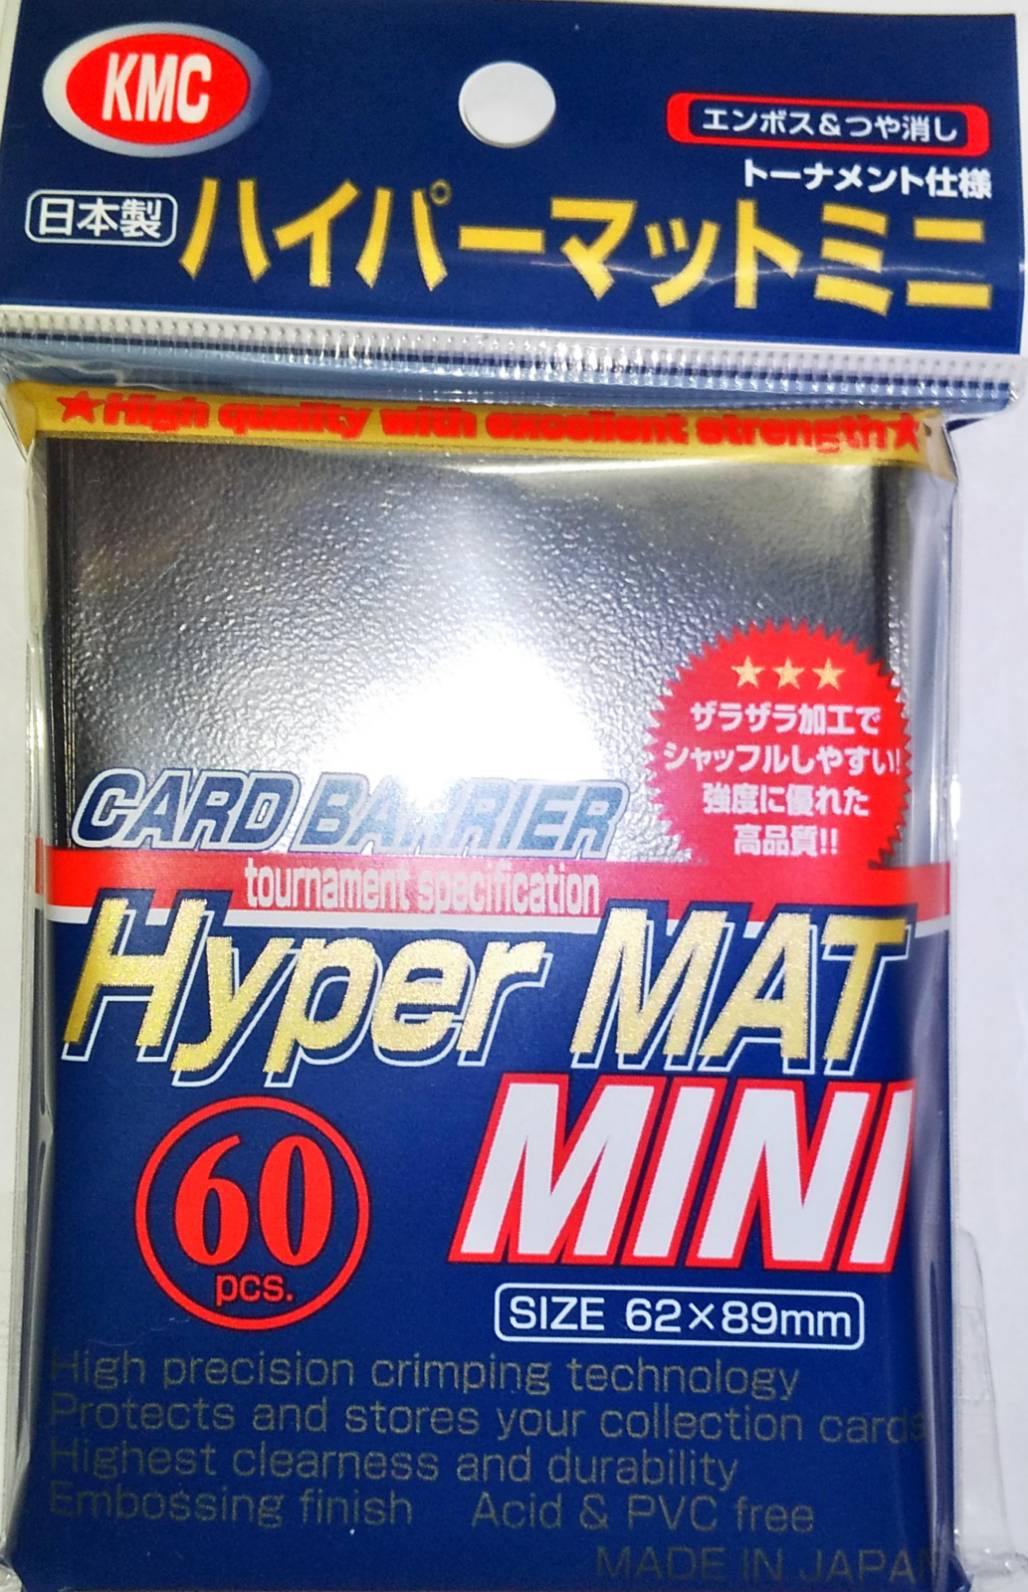 KMC
エンボス&つや消し
トーナメント仕様
日本製
ハイパーマットミニ
★High quality with excellent strength★
★★★
ザラザラ加工で
シャッフルしやすい!
強度に優れた
高品質!!
CARD BARRIER
tournament specification
Hyper MAT
MINI
60
pcs.
SIZE 62×89mm
High precision crimping technology
Protects and stores your collection cards
Highest clearness and durability
Embossing finish Acid & PVC free
MADE IN JAPAN